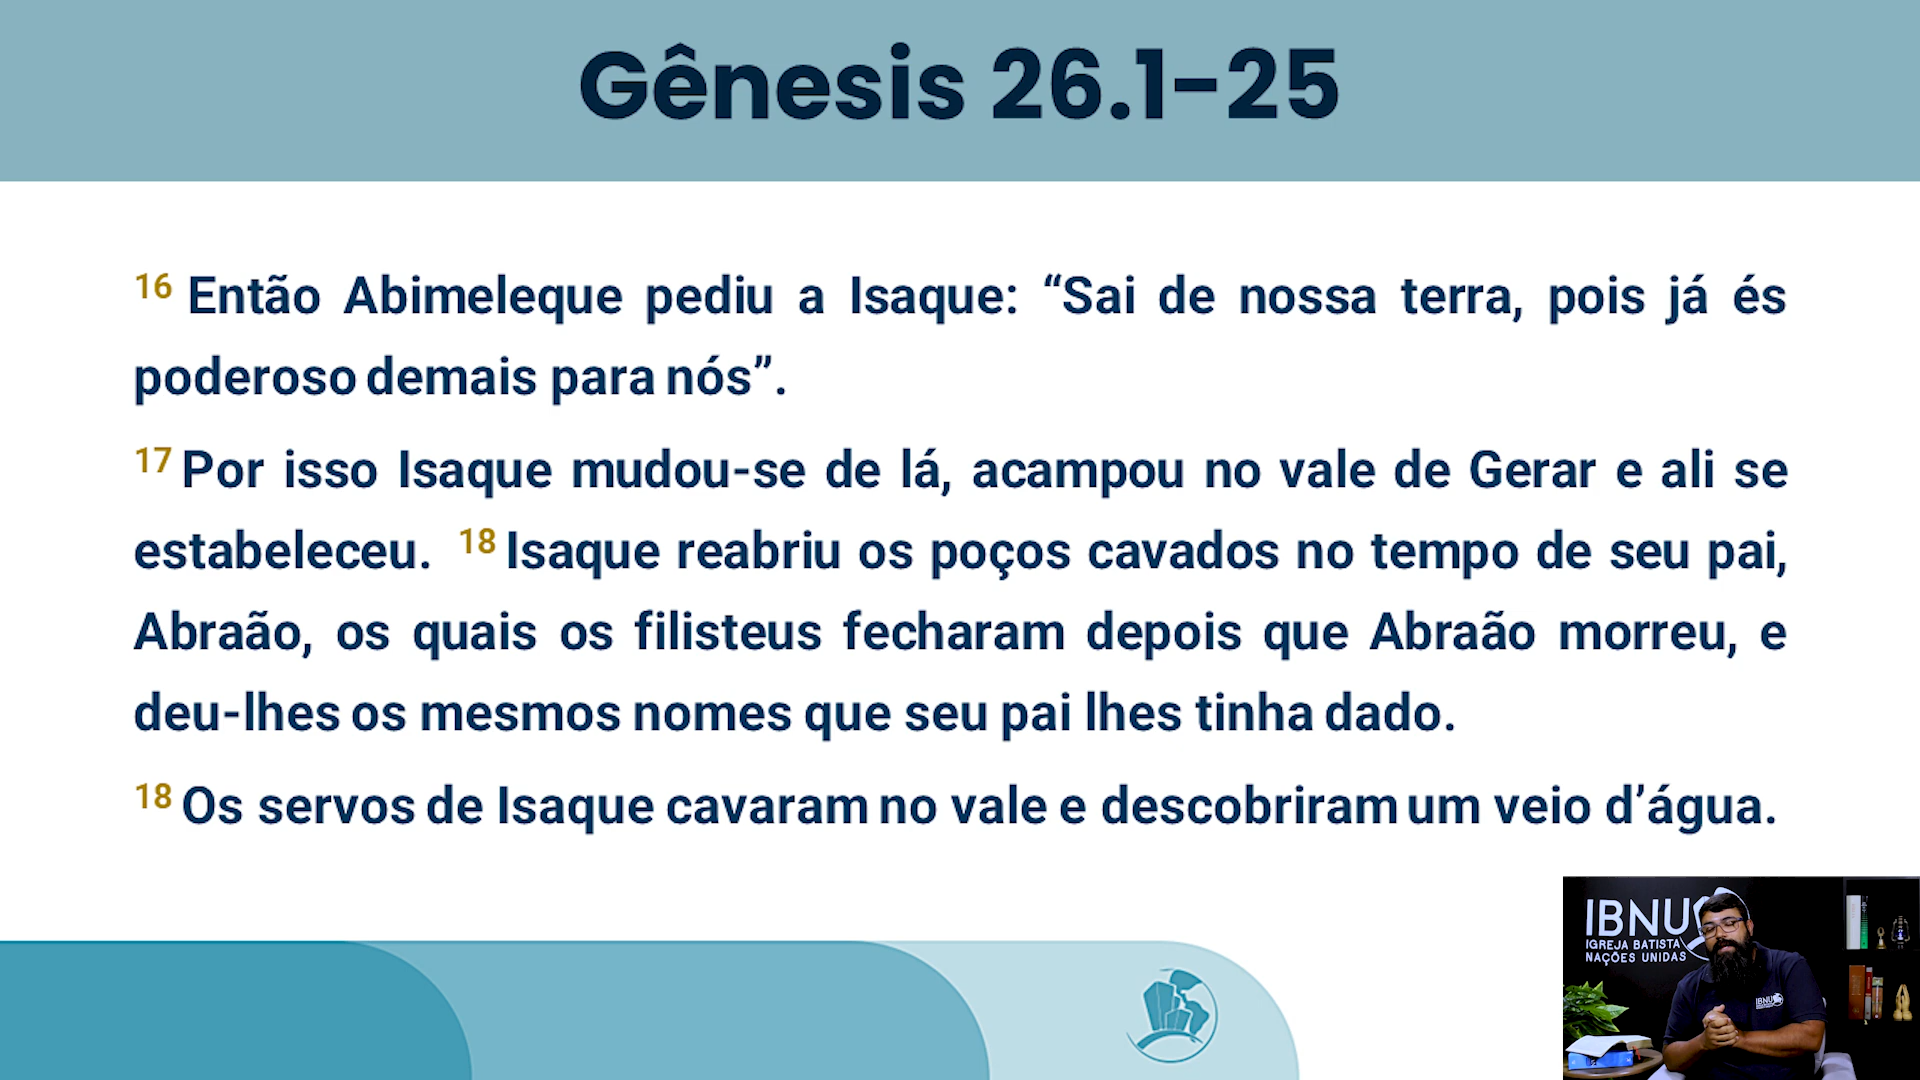 Gênesis 26.1-25
16 Então Abimeleque pediu a Isaque: “Sai de nossa terra, pois já és
poderoso demais para nós”.
17 Por isso Isaque mudou-se de lá, acampou no vale de Gerar e ali se
estabeleceu. 18 Isaque reabriu os poços cavados no tempo de seu pai,
Abraão, os quais os filisteus fecharam depois que Abraão morreu, e
deu-lhes os mesmos nomes que seu pai lhes tinha dado.
18 Os servos de Isaque cavaram no vale e descobriram um veio d’água.
IBNU
IGREJA BATISTA
NAÇÕES UNIDAS
IBNU